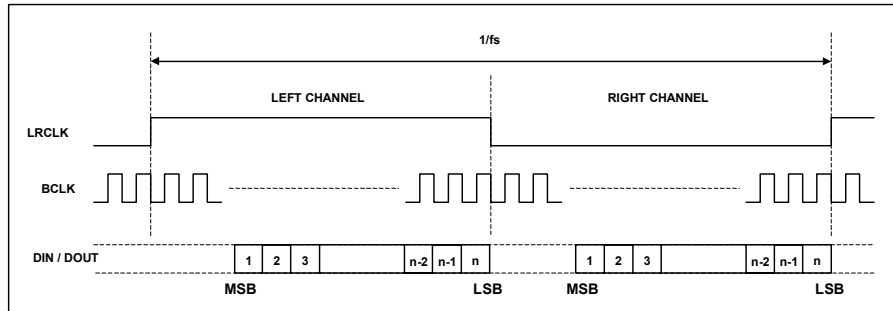 1/fs
LEFT CHANNEL RIGHT CHANNEL
LRCLK
BCLK
DIN / DOUT 1 2 3 n-2 n-1 n 1 2 3 n-2 n-1 n
MSB LSB MSB LSB